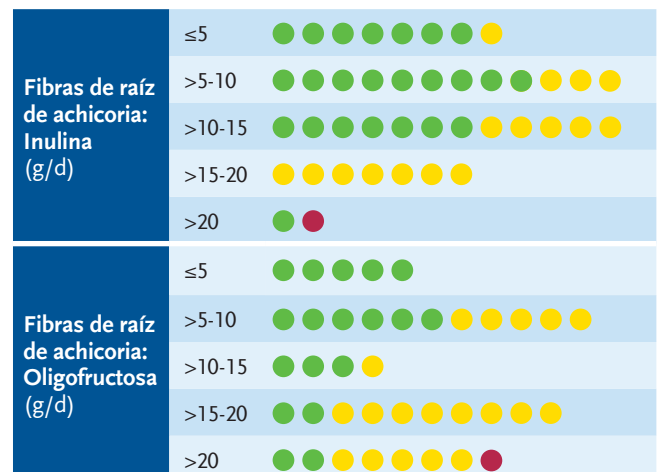 Fibras de raíz
de achicoria:
Inulina
(g/d)
≤5
>5-10
>10-15
>15-20
>20
Fibras de raíz
de achicoria:
Oligofructosa
(g/d)
≤5
>5-10
>10-15
>15-20
>20